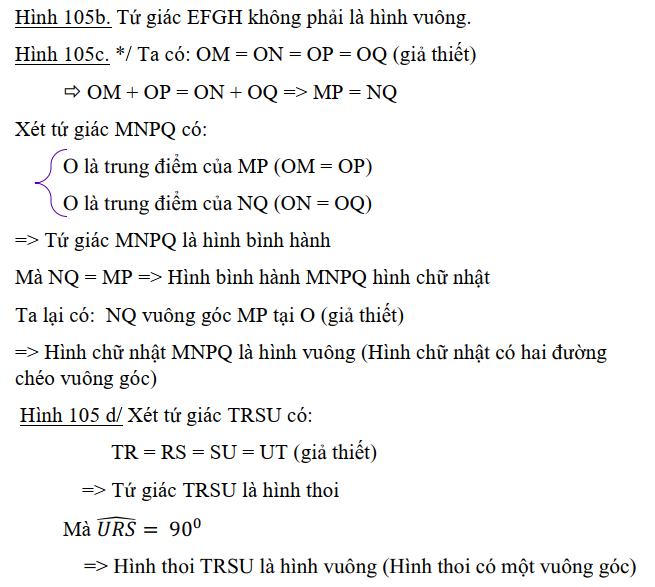 Hình 105b. Tứ giác EFGH không phải là hình vuông.
Hình 105c. */ Ta có: OM = ON = OP = OQ (giả thiết)
⇨ OM + OP = ON + OQ => MP = NQ
Xét tứ giác MNPQ có:
O là trung điểm của MP (OM = OP)
O là trung điểm của NQ (ON = OQ)
=> Tứ giác MNPQ là hình bình hành
Mà NQ = MP => Hình bình hành MNPQ hình chữ nhật
Ta lại có: NQ vuông góc MP tại O (giả thiết)
=> Hình chữ nhật MNPQ là hình vuông (Hình chữ nhật có hai đường
chéo vuông góc)
Hình 105 d/ Xét tứ giác TRSU có:
TR = RS = SU = UT (giả thiết)
=> Tứ giác TRSU là hình thoi
Mà \widehat{URS} = 90⁰
=> Hình thoi TRSU là hình vuông (Hình thoi có một vuông góc)